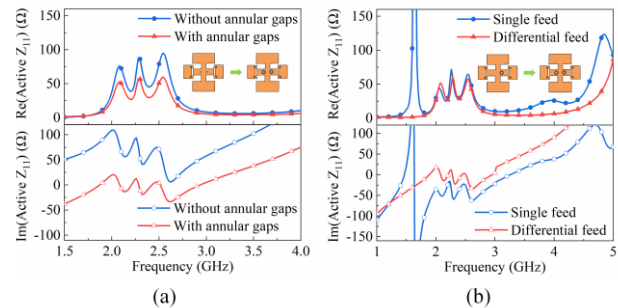 Re(Active Z11) (Ω)
150
100
50
0
Without annular gaps
With annular gaps
Im(Active Z11) (Ω)
100
50
0
-50
-100
Without annular gaps
With annular gaps
1.5 2.0 2.5 3.0 3.5 4.0
Frequency (GHz)
(a)
Re(Active Z11) (Ω)
150
100
50
0
Single feed
Differential feed
Im(Active Z11) (Ω)
100
50
0
-50
-100
-150
Single feed
Differential feed
1 2 3 4 5
Frequency (GHz)
(b)